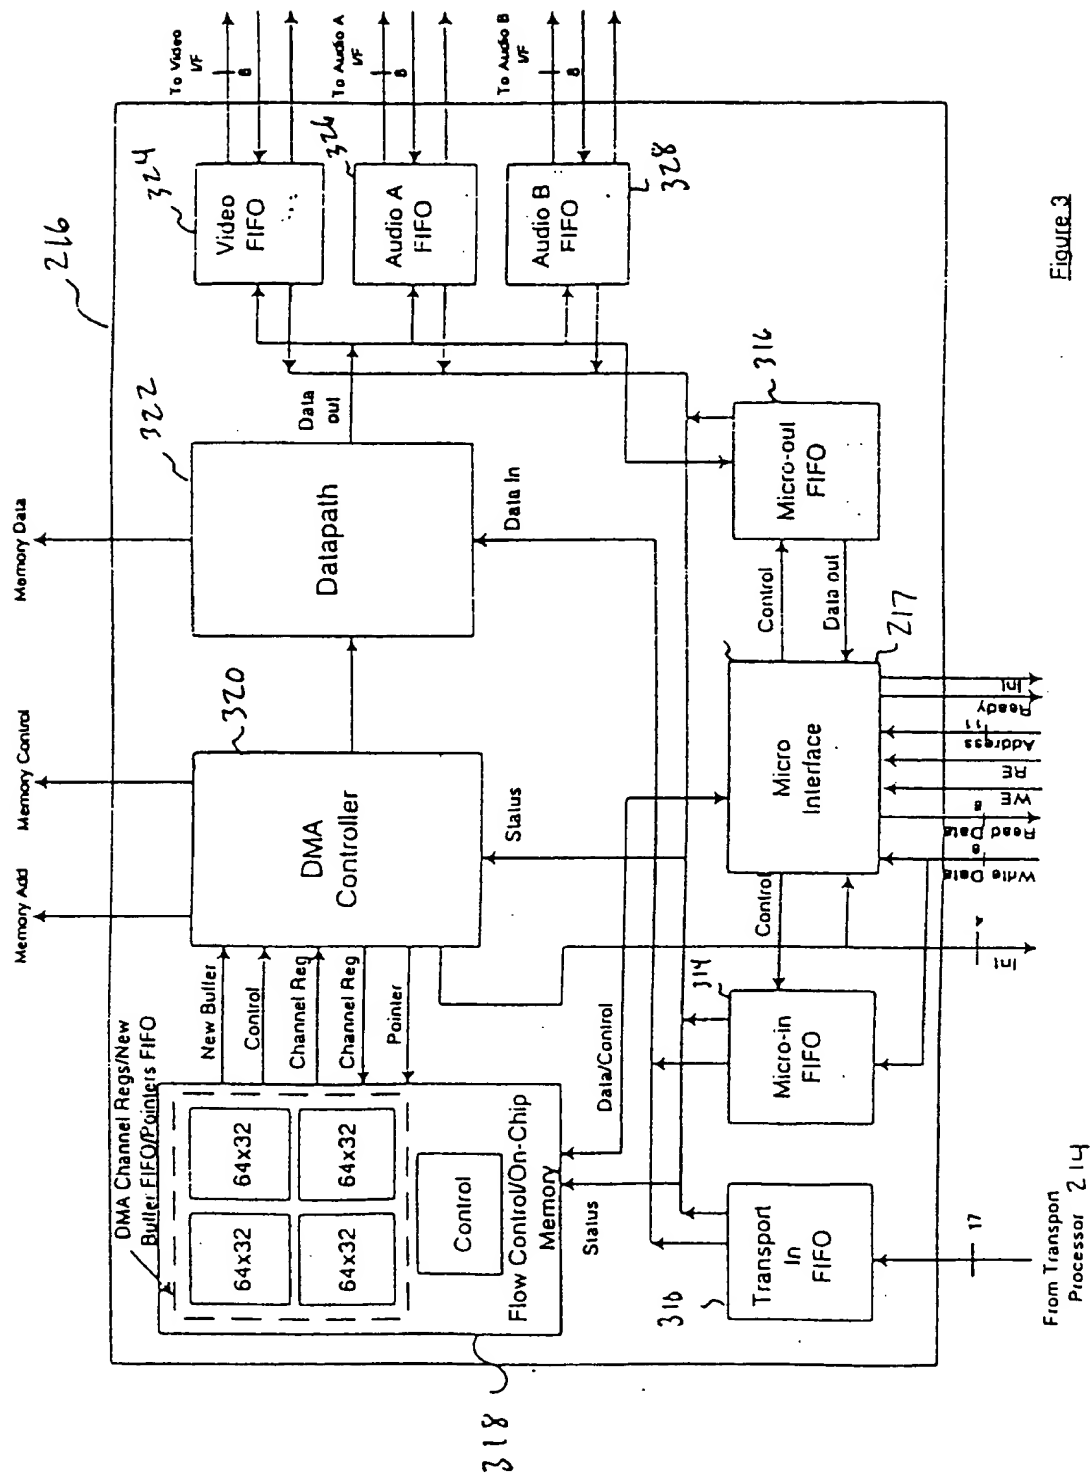 Memory Add
Memory Control
Memory Data
216
318
DMA Channel Regs/New
Buffer FIFO/Pointers FIFO
64x32
64x32
64x32
64x32
Control
Flow Control/On-Chip
Memory
New Buffer
Control
Channel Reg
Channel Reg
Pointer
320
DMA
Controller
322
Datapath
Data
out
324
Video
FIFO
To Video
I/F
8
326
Audio A
FIFO
To Audio A
I/F
8
328
Audio B
FIFO
To Audio B
I/F
8
Status
Data/Control
Status
Data In
310
Transport
In
FIFO
314
Micro-in
FIFO
Control
Micro
Interface
217
Control
Data out
316
Micro-out
FIFO
17
From Transport
Processor 214
Int
Write Data
8
Read Data
8
WE
RE
Address
11
Ready
Int
Figure 3